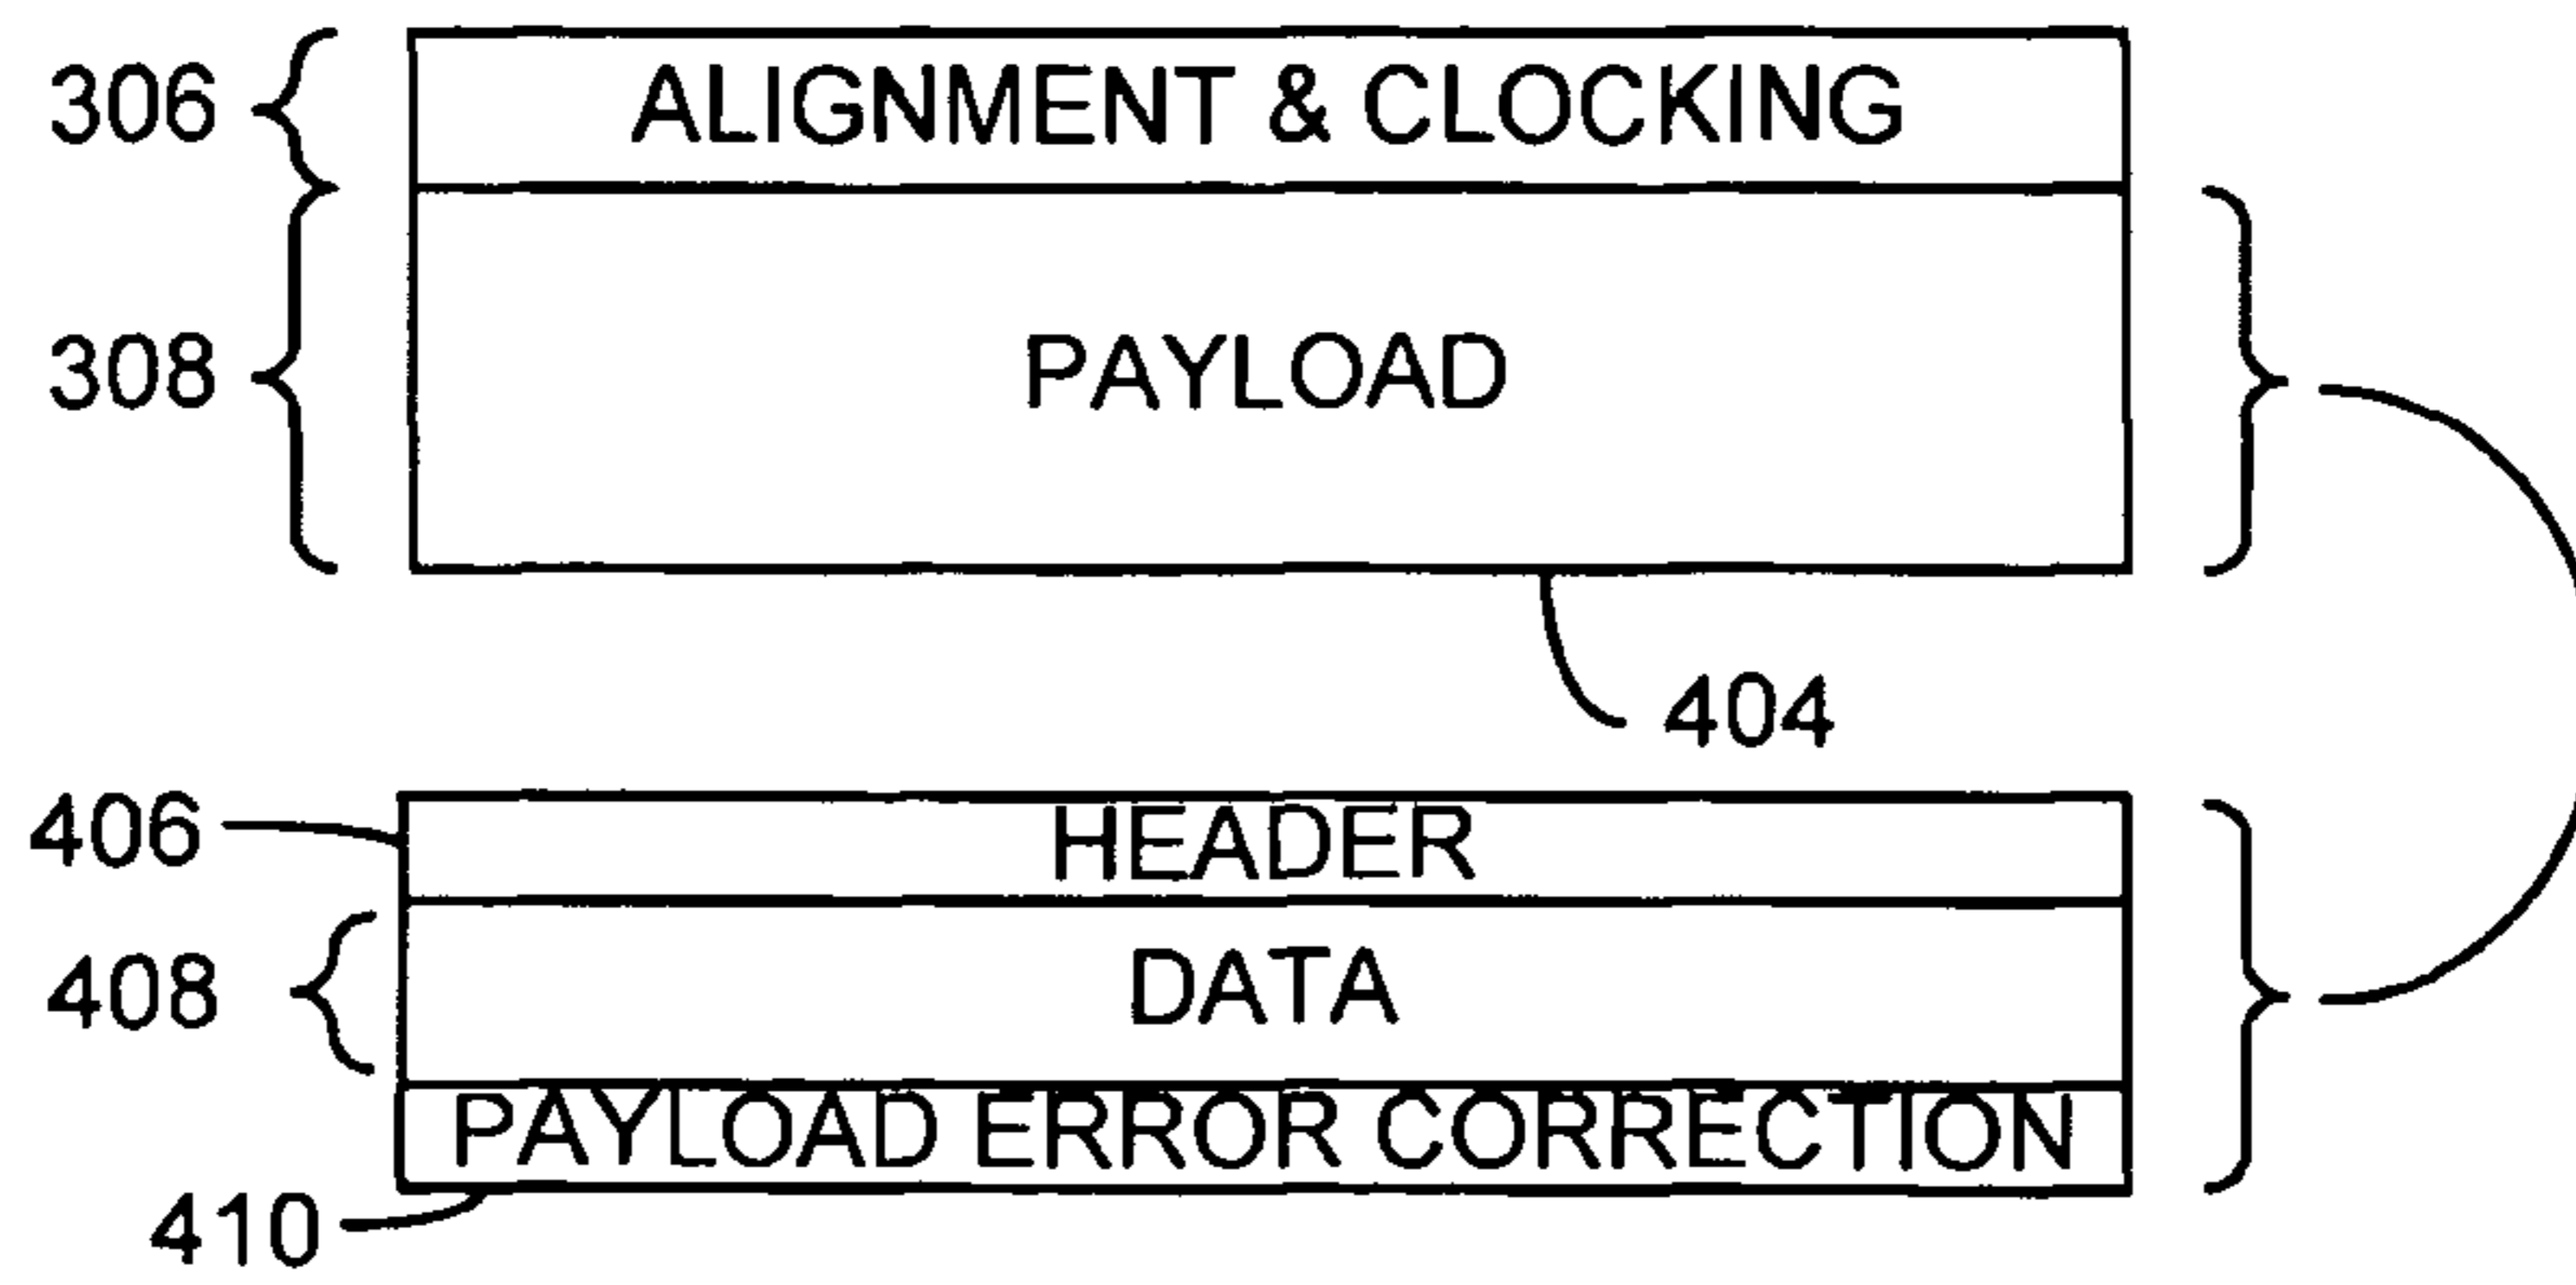 306 ALIGNMENT & CLOCKING
308 PAYLOAD
404
406 HEADER
408 DATA
PAYLOAD ERROR CORRECTION
410